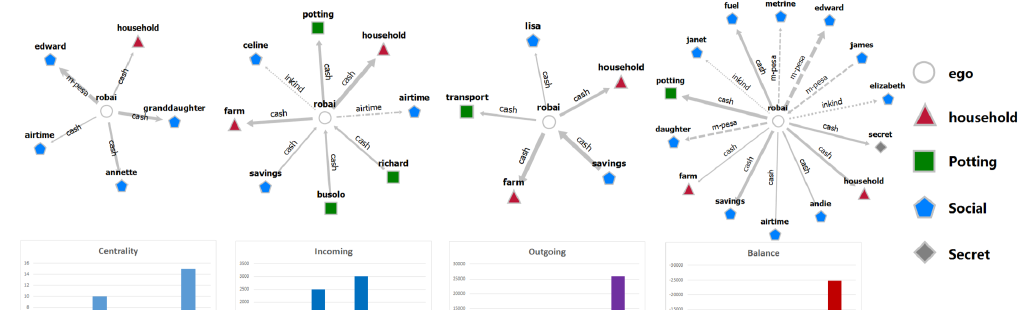 household
edward
m-pesa
cash
robai
granddaughter
cash
airtime
cash
cash
annette
potting
household
celine
cash
cash
inkind
robai
airtime
airtime
farm
cash
cash
cash
cash
savings
richard
busolo
lisa
household
cash
cash
transport
cash
robai
cash
cash
savings
farm
fuel
metrine
edward
janet
james
cash
m-pesa
m-pesa
m-pesa
potting
inkind
elizabeth
cash
robai
inkind
daughter
m-pesa
cash
secret
cash
cash
farm
cash
cash
cash
household
savings
andie
airtime
ego
household
Potting
Social
Secret
Centrality
16
14
12
10
8
Incoming
3500
3000
2500
2000
Outgoing
30000
25000
20000
15000
Balance
-30000
-25000
-20000
-15000